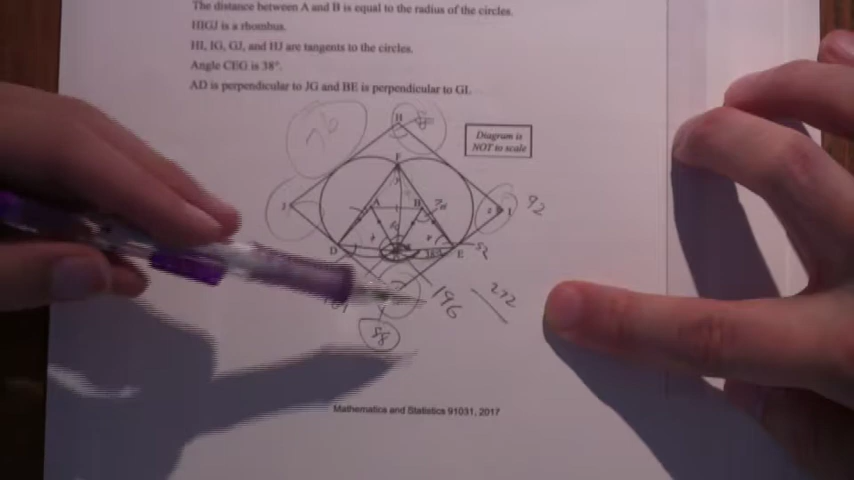 The distance between A and B is equal to the radius of the circles.
HIGJ is a rhombus.
HI, IG, GJ, and HJ are tangents to the circles.
Angle CEG is 38°.
AD is perpendicular to JG and BE is perpendicular to GI.
H
Diagram is
NOT to scale
F
J
A
B
I
92
D
E
52
196
272
Mathematics and Statistics 91031, 2017